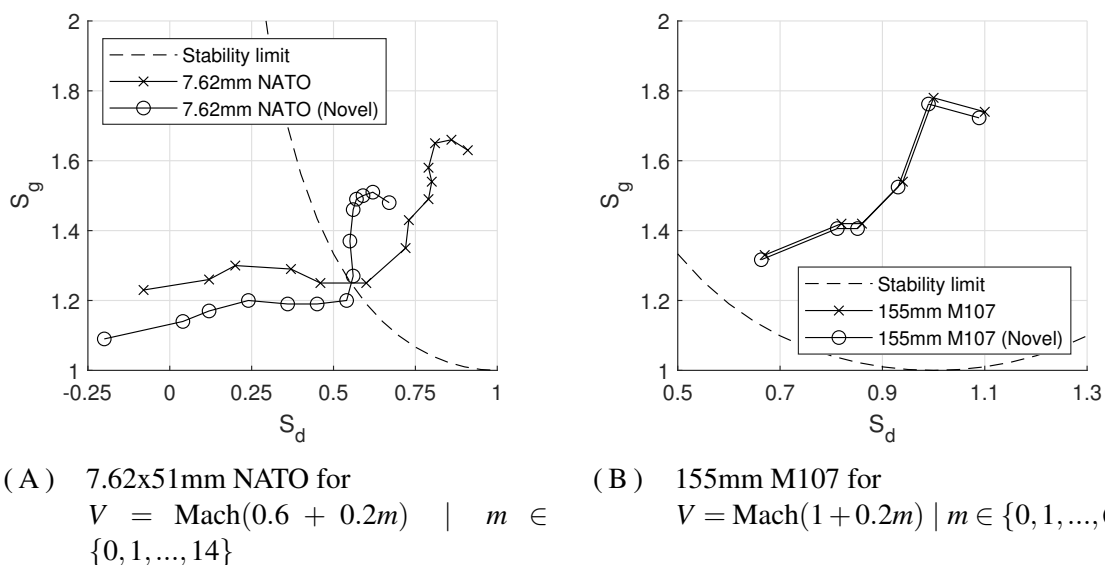 2
1.8
1.6
1.4
1.2
1
S_g
-0.25 0 0.25 0.5 0.75 1
S_d
Stability limit
7.62mm NATO
7.62mm NATO (Novel)
2
1.8
1.6
1.4
1.2
1
S_g
0.5 0.7 0.9 1.1 1.3
S_d
Stability limit
155mm M107
155mm M107 (Novel)
(A) 7.62x51mm NATO for
V = Mach(0.6 + 0.2m) | m ∈
{0,1,...,14}
(B) 155mm M107 for
V = Mach(1+0.2m) | m ∈ {0,1,...,